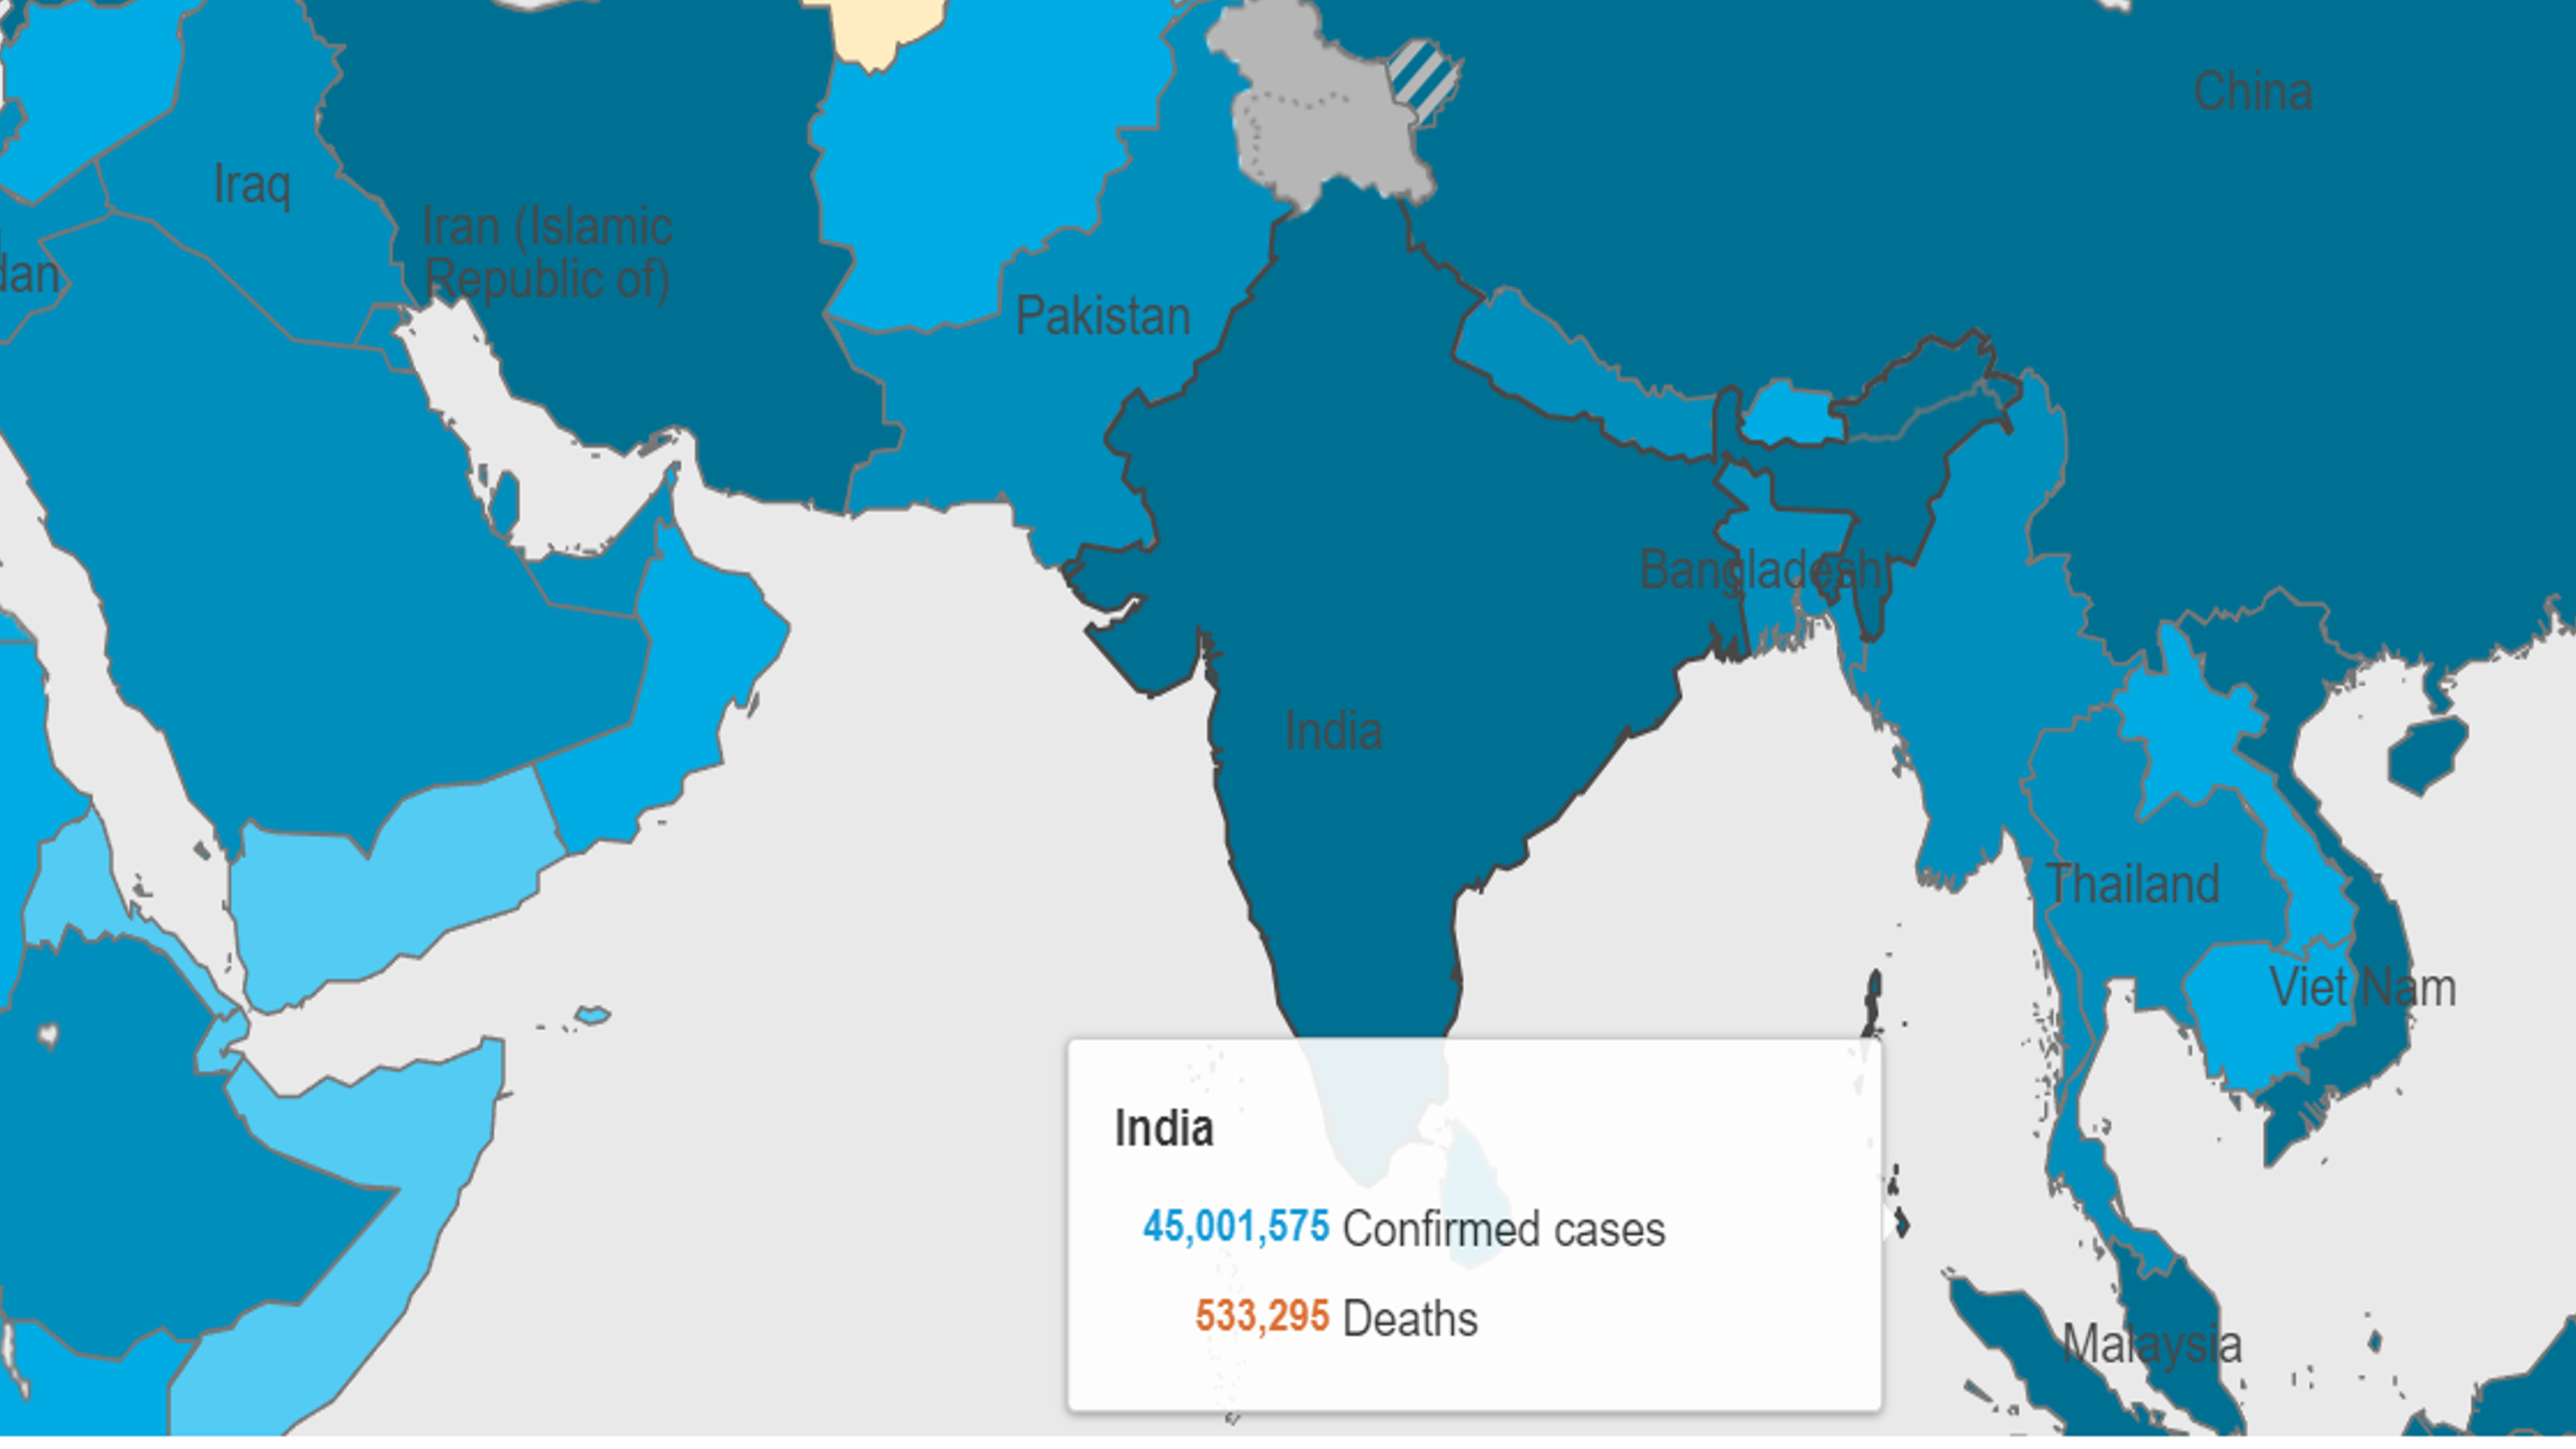 China
Iraq
Iran (Islamic
Republic of)
dan
Pakistan
Bangladesh
India
Thailand
Viet Nam
India
45,001,575 Confirmed cases
533,295 Deaths
Malaysia